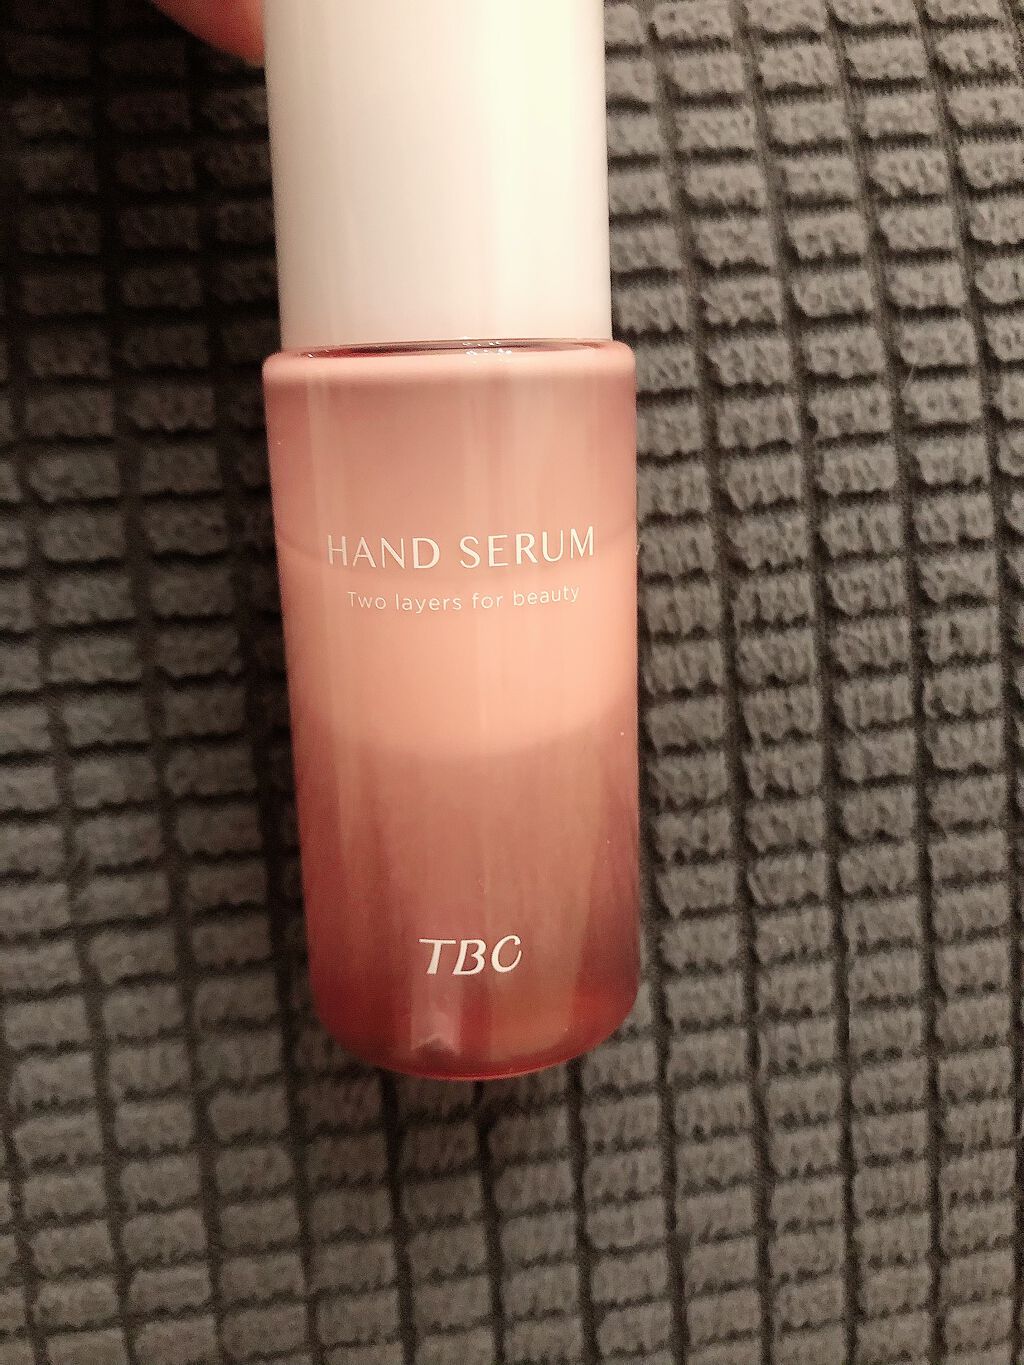 HAND SERUM
Two layers for beauty
TBC